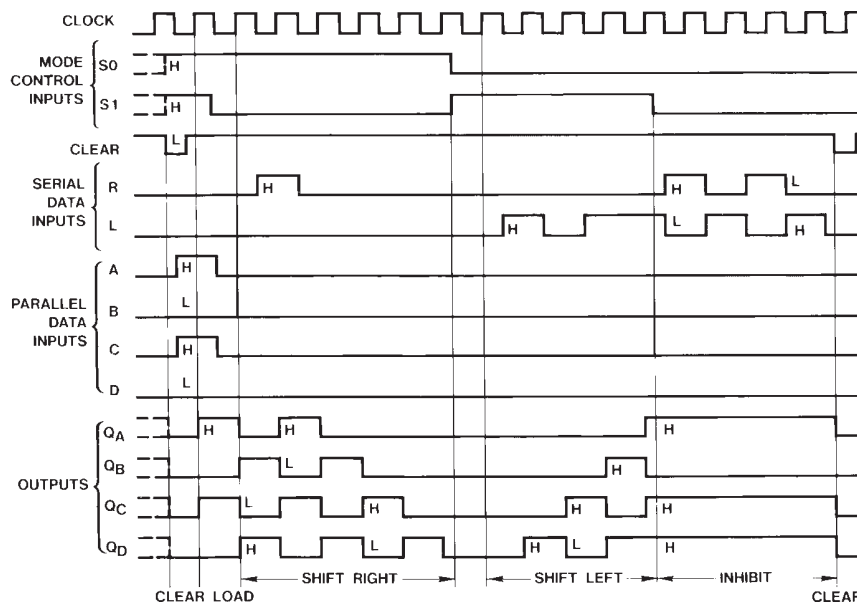 CLOCK
MODE CONTROL INPUTS
S0 H
S1 H
CLEAR L
SERIAL DATA INPUTS
R H H L
L H L H
PARALLEL DATA INPUTS
A H
B L
C H
D L
OUTPUTS
QA H H H
QB L H
QC L H H H
QD H L H L H
SHIFT RIGHT SHIFT LEFT INHIBIT
CLEAR LOAD CLEAR